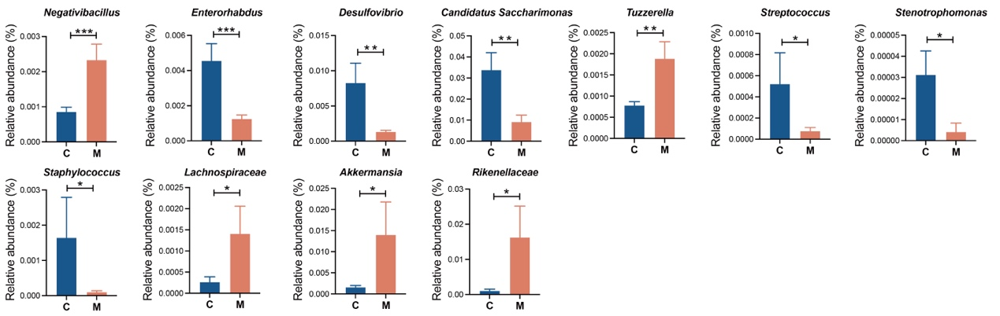 Negativibacillus
Relative abundance (%)
0.003
0.002
0.001
0.000
***
C M
Enterorhabdus
Relative abundance (%)
0.006
0.004
0.002
0.000
***
C M
Desulfovibrio
Relative abundance (%)
0.015
0.010
0.005
0.000
**
C M
Candidatus Saccharimonas
Relative abundance (%)
0.05
0.04
0.03
0.02
0.01
0.00
**
C M
Tuzzerella
Relative abundance (%)
0.0025
0.0020
0.0015
0.0010
0.0005
0.0000
**
C M
Streptococcus
Relative abundance (%)
0.0010
0.0008
0.0006
0.0004
0.0002
0.0000
*
C M
Stenotrophomonas
Relative abundance (%)
0.00005
0.00004
0.00003
0.00002
0.00001
0.00000
*
C M
Staphylococcus
Relative abundance (%)
0.003
0.002
0.001
0.000
*
C M
Lachnospiraceae
Relative abundance (%)
0.0025
0.0020
0.0015
0.0010
0.0005
0.0000
*
C M
Akkermansia
Relative abundance (%)
0.025
0.020
0.015
0.010
0.005
0.000
*
C M
Rikenellaceae
Relative abundance (%)
0.03
0.02
0.01
0.00
*
C M